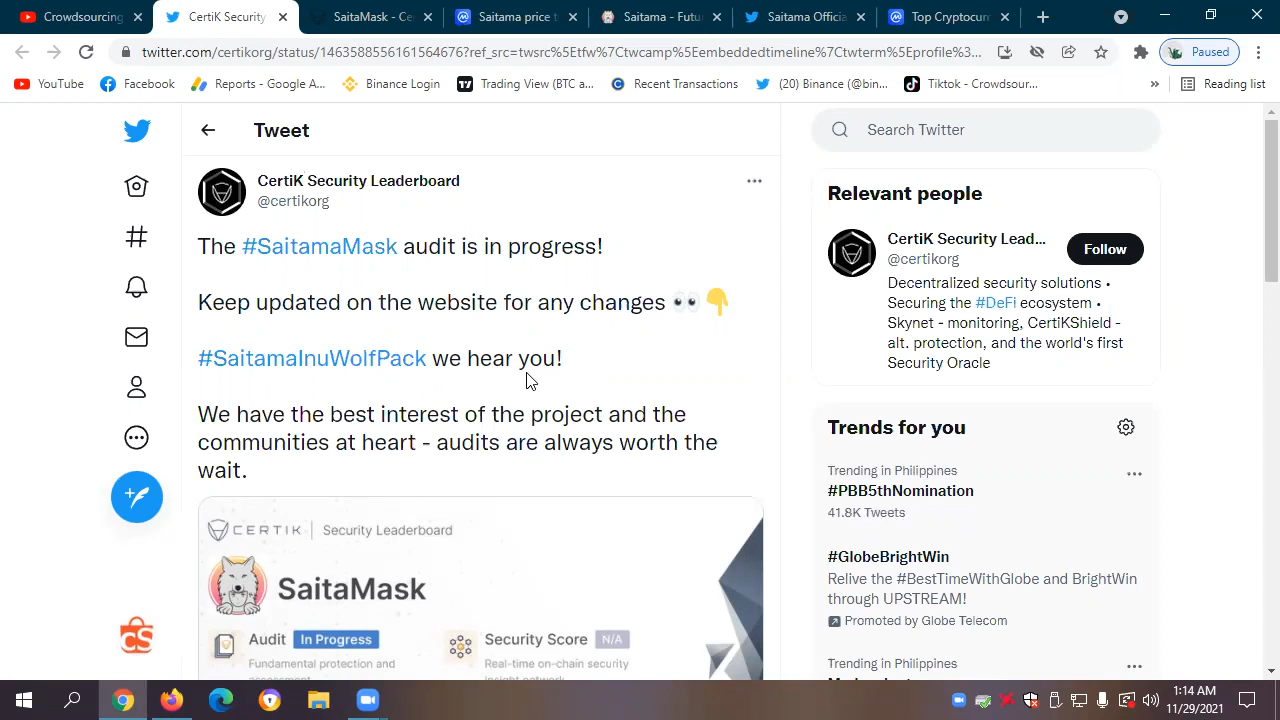 Crowdsourcing
CertiK Security
SaitaMask - Ce
Saitama price t
Saitama - Futu
Saitama Officia
Top Cryptocurr
twitter.com/certikorg/status/1463588556161564676?ref_src=twsrc%5Etfw%7Ctwcamp%5Eembeddedtimeline%7Ctwterm%5Eprofile%3...
Paused
YouTube
Facebook
Reports - Google A...
Binance Login
Trading View (BTC a...
Recent Transactions
(20) Binance (@bin...
Tiktok - Crowdsour...
»
Reading list
Tweet
Search Twitter
CertiK Security Leaderboard
@certikorg
The #SaitamaMask audit is in progress!
Keep updated on the website for any changes 👀👇
#SaitamaInuWolfPack we hear you!
We have the best interest of the project and the
communities at heart - audits are always worth the
wait.
CERTIK | Security Leaderboard
SaitaMask
Audit In Progress
Fundamental protection and
Security Score N/A
Real-time on-chain security
Relevant people
CertiK Security Lead...
@certikorg
Follow
Decentralized security solutions •
Securing the #DeFi ecosystem •
Skynet - monitoring, CertiKShield -
alt. protection, and the world's first
Security Oracle
Trends for you
Trending in Philippines
#PBB5thNomination
41.8K Tweets
#GlobeBrightWin
Relive the #BestTimeWithGlobe and BrightWin
through UPSTREAM!
Promoted by Globe Telecom
Trending in Philippines
CS
1:14 AM
11/29/2021